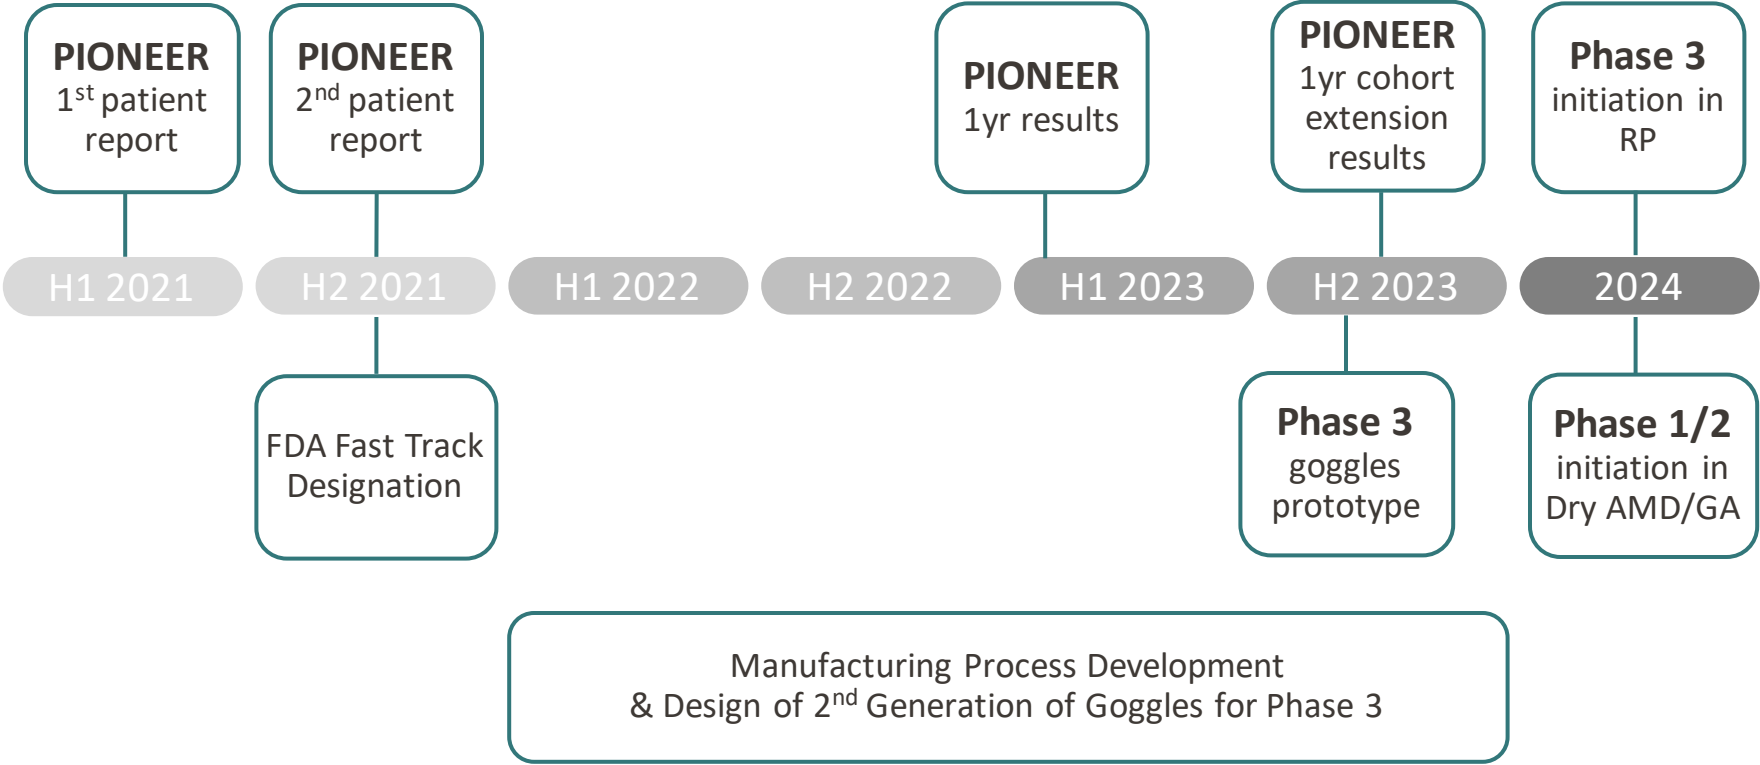 PIONEER
1st patient
report
PIONEER
2nd patient
report
PIONEER
1yr results
PIONEER
1yr cohort
extension
results
Phase 3
initiation in
RP
H1 2021
H2 2021
H1 2022
H2 2022
H1 2023
H2 2023
2024
FDA Fast Track
Designation
Phase 3
goggles
prototype
Phase 1/2
initiation in
Dry AMD/GA
Manufacturing Process Development
& Design of 2nd Generation of Goggles for Phase 3